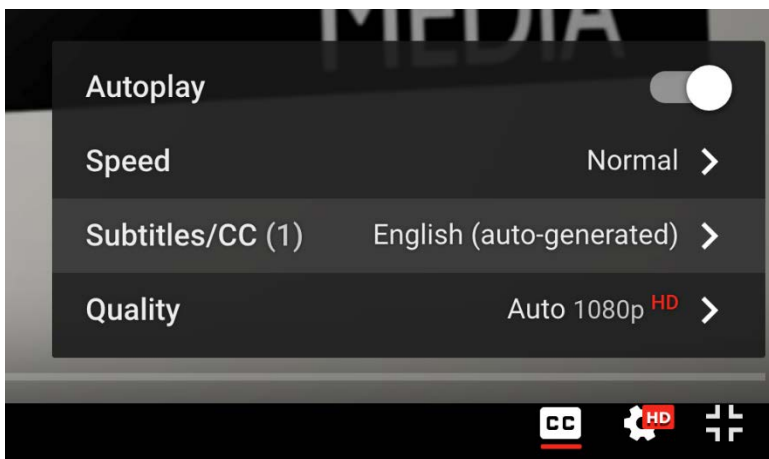 MEDIA
Autoplay
Speed Normal
Subtitles/CC (1) English (auto-generated)
Quality Auto 1080p HD
CC HD